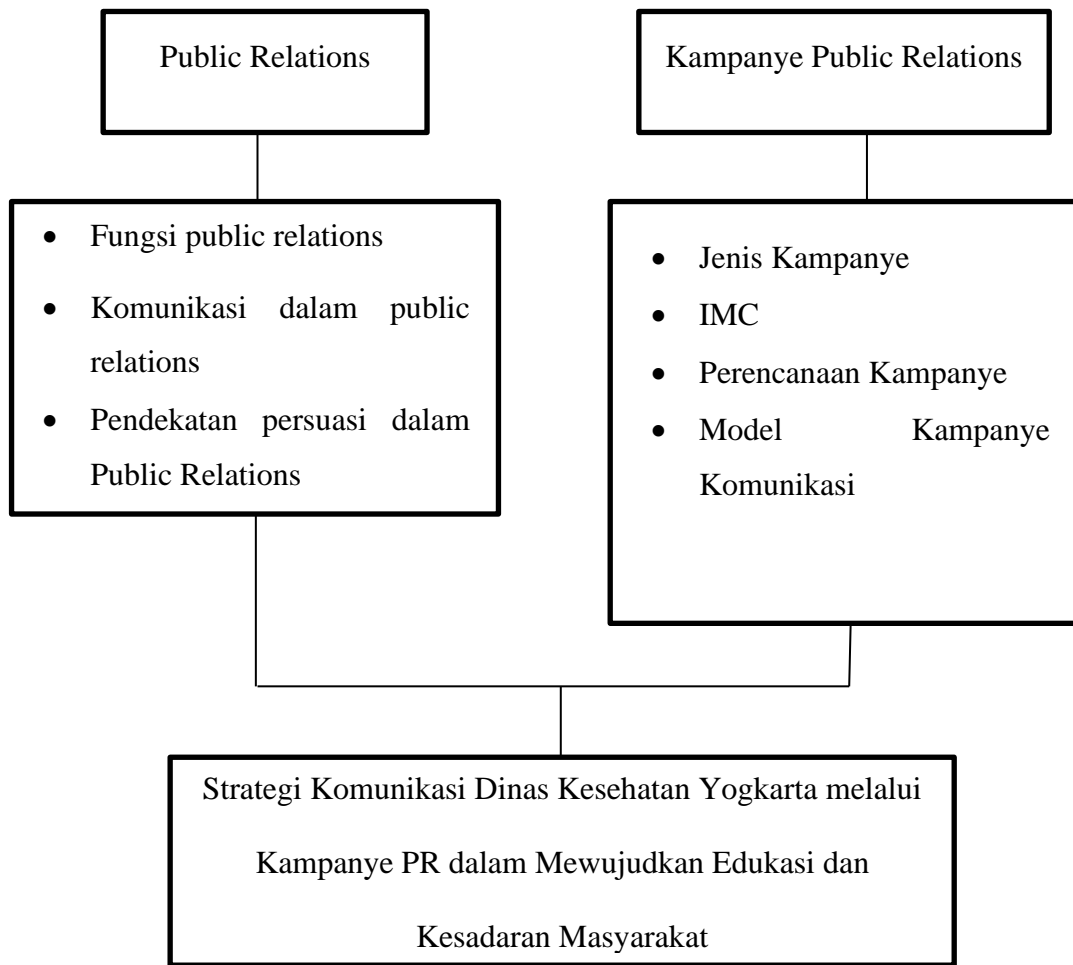 Public Relations
Kampanye Public Relations
• Fungsi public relations
• Komunikasi dalam public
relations
• Pendekatan persuasi dalam
Public Relations
• Jenis Kampanye
• IMC
• Perencanaan Kampanye
• Model Kampanye
Komunikasi
Strategi Komunikasi Dinas Kesehatan Yogkarta melalui
Kampanye PR dalam Mewujudkan Edukasi dan
Kesadaran Masyarakat